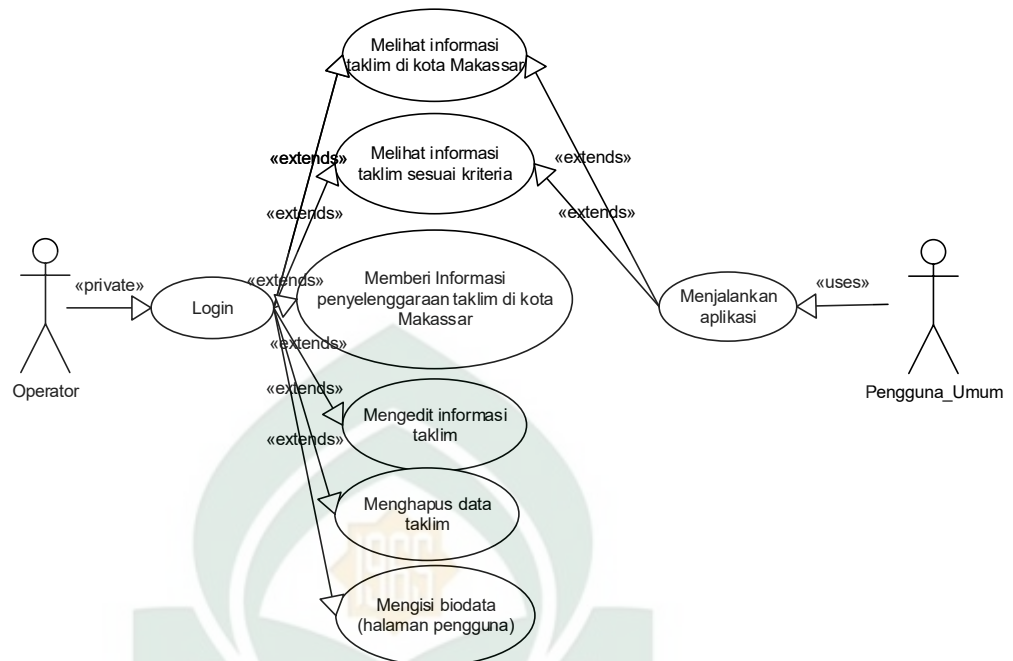 Melihat informasi
taklim di kota Makassar
«extends»
Melihat informasi
taklim sesuai kriteria
«extends»
«extends»
«extends»
«private»
«extends»
Memberi Informasi
penyelenggaraan taklim di kota
Makassar
Login
Menjalankan
aplikasi
«uses»
«extends»
Operator
Pengguna_Umum
«extends»
Mengedit informasi
taklim
«extends»
Menghapus data
taklim
1965
Mengisi biodata
(halaman pengguna)